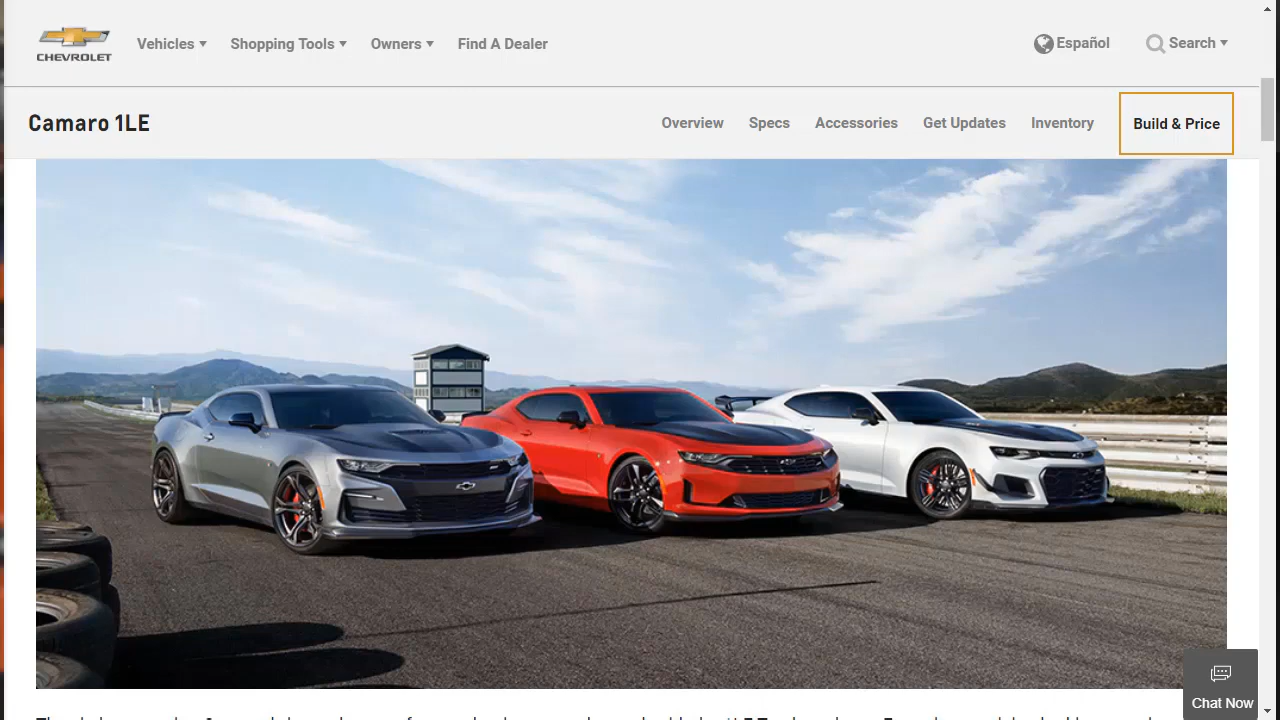 CHEVROLET
Vehicles
Shopping Tools
Owners
Find A Dealer
Español
Search
Camaro 1LE
Overview
Specs
Accessories
Get Updates
Inventory
Build & Price
Chat Now